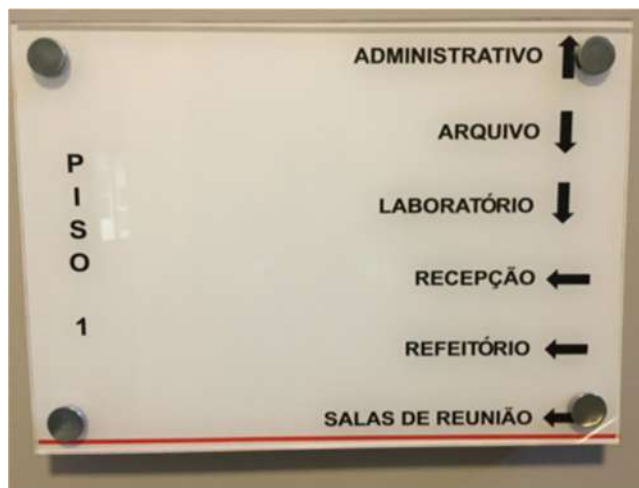 PISO 1
ADMINISTRATIVO
ARQUIVO
LABORATÓRIO
RECEPÇÃO
REFEITÓRIO
SALAS DE REUNIÃO